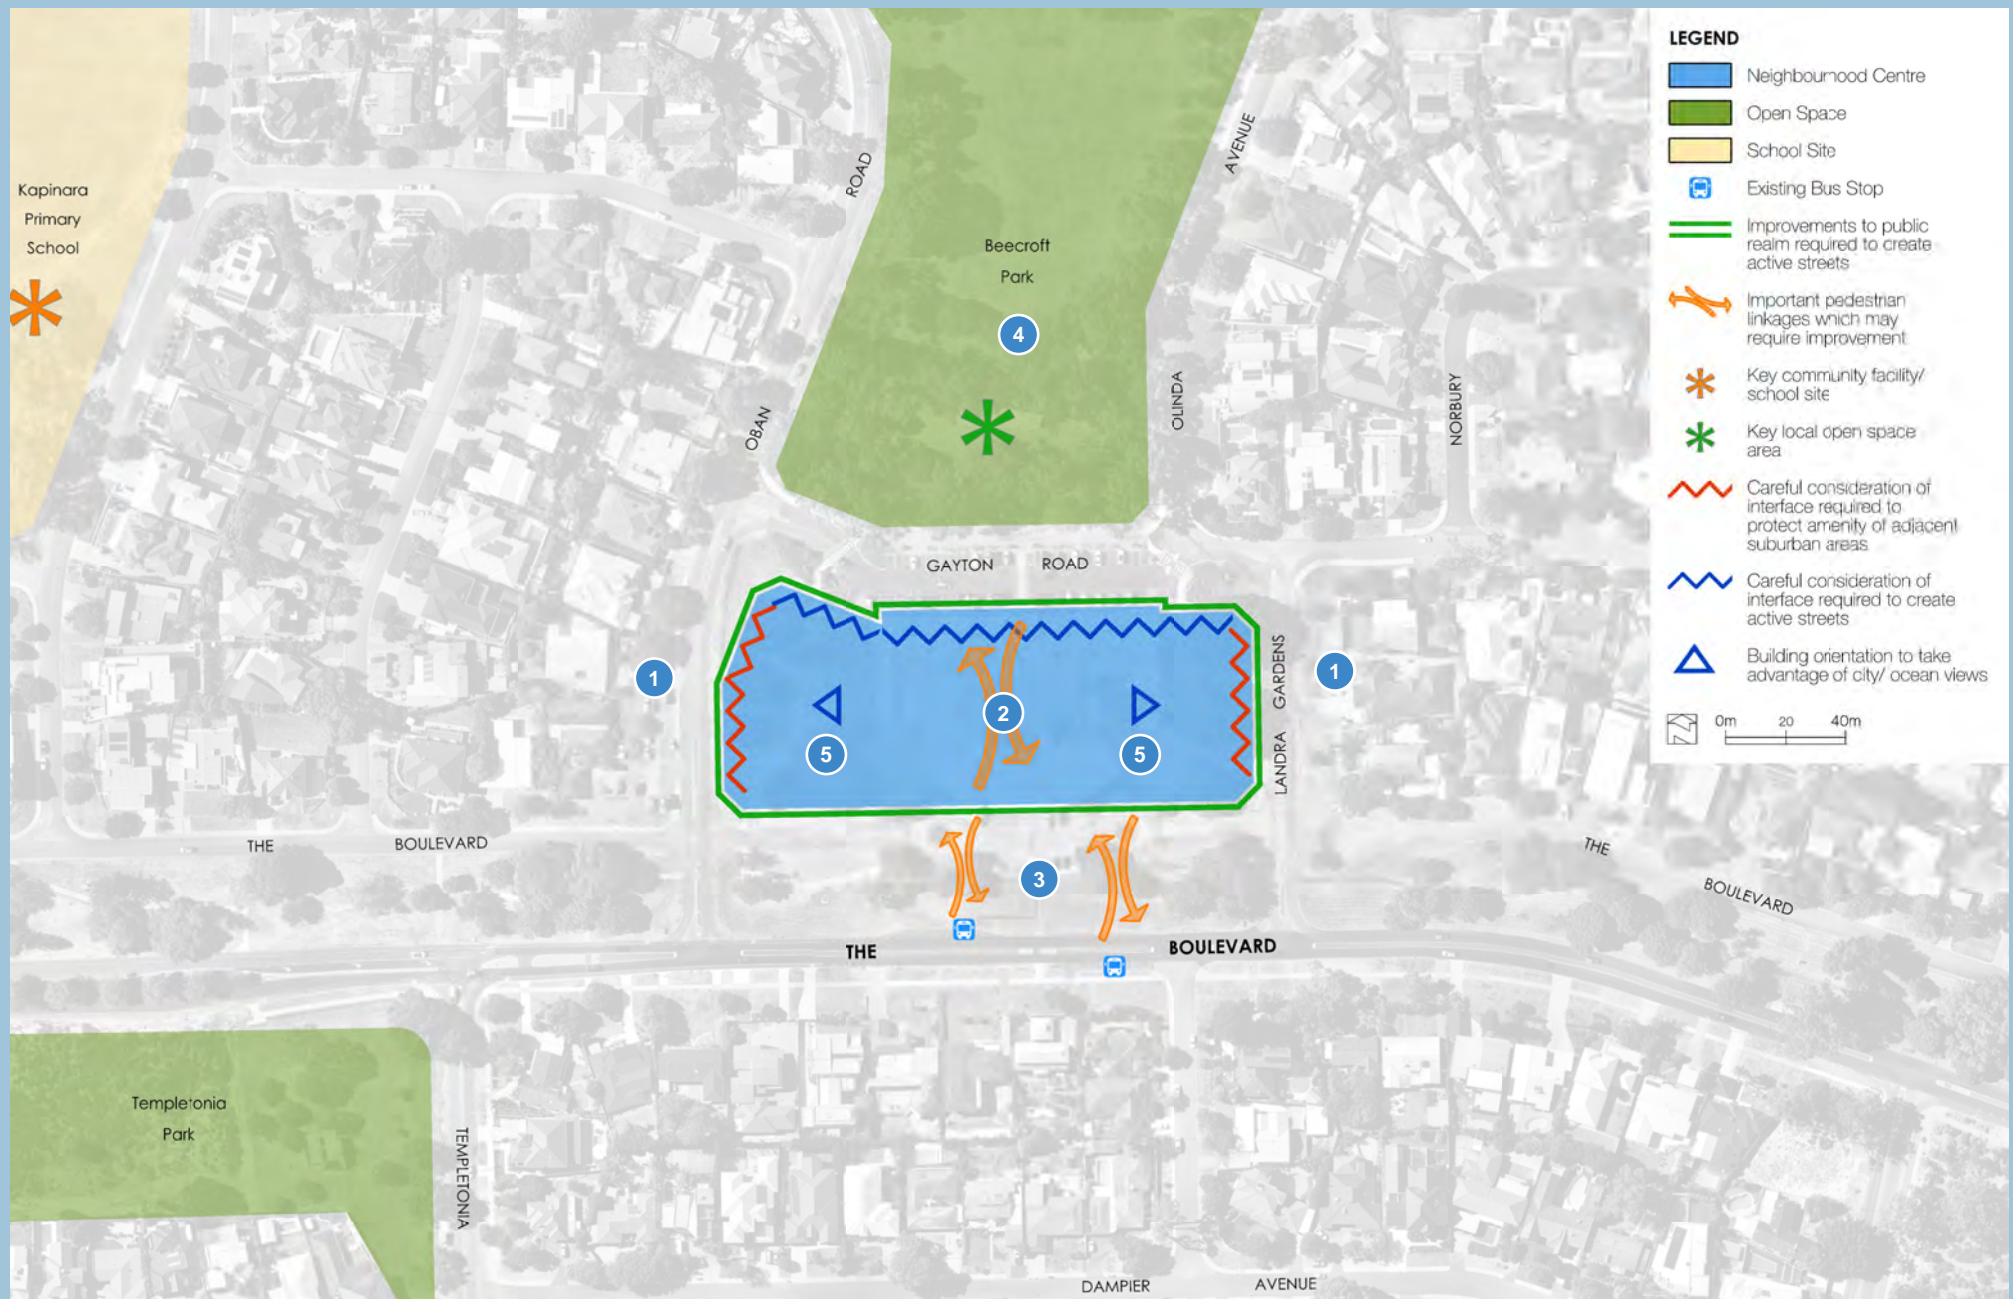 LEGEND
Neighbournood Centre
Open Space
School Site
Existing Bus Stop
Improvements to public
realm required to create
active streets
Important pedestrian
linkages which may
require improvement
Key community facility/
school site
Key local open space
area
Careful consideration of
interface required to
protect amenity of adjacent
suburban areas
Careful consideration of
interface required to create
active streets
Building orientation to take
advantage of city/ ocean views
0m 20 40m
Kapinara
Primary
School
ROAD
AVENUE
Beecroft
Park
4
OBAN
OLINDA
NORBURY
GAYTON ROAD
1
2
5
5
LANDRA GARDENS
1
THE BOULEVARD
3
THE BOULEVARD
THE BOULEVARD
Templetonia
Park
TEMPLETONIA
DAMPIER AVENUE